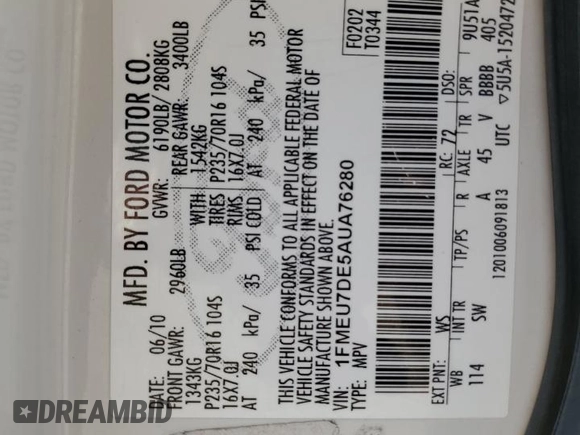 MFD. BY FORD MOTOR CO.
DATE: 06/10 GVWR: 6190LB/ 2808KG
FRONT GAWR: 2960LB REAR GAWR: 3400LB
1343KG WITH 1542KG
P235/70R16 104S TIRES P235/70R16 104S
16X7.0J RIMS 16X7.0J
AT 240 kPa/ 35 PSI COLD AT 240 kPa/ 35 PSI
THIS VEHICLE CONFORMS TO ALL APPLICABLE FEDERAL MOTOR
VEHICLE SAFETY STANDARDS IN EFFECT ON THE DATE OF
MANUFACTURE SHOWN ABOVE.
F0202
T0344
VIN: 1FMEU7DE5AUA76280
TYPE: MPV
EXT PNT: WS RC: 72 DSO:
WB INT TR TP/PS R AXLE TR SPR 9U51A
114 SW A 45 V BBBB 405
1201006091813 UTC ▽5U5A-1520472
DREAMBID